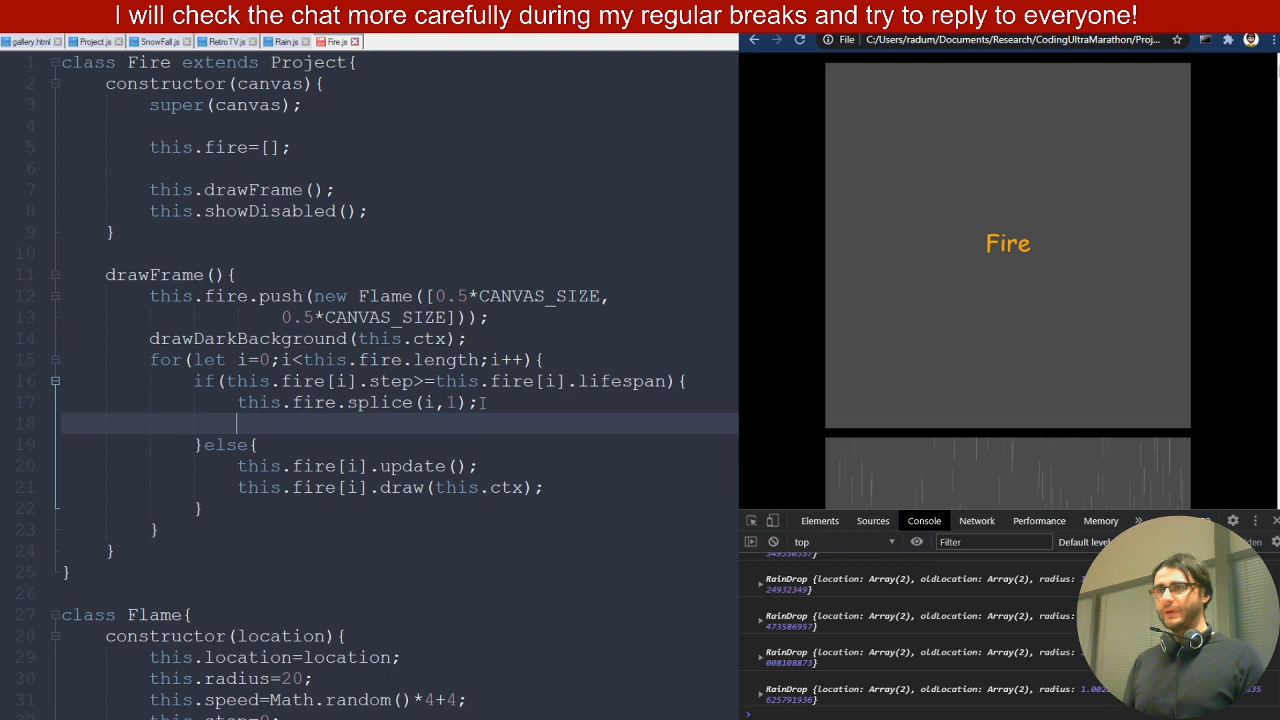 I will check the chat more carefully during my regular breaks and try to reply to everyone!
gallery.html Project.js SnowFall.js RetroTV.js Rain.js Fire.js
File C:/Users/radum/Documents/Research/CodingUltraMarathon/Proj...
1 class Fire extends Project{
2 constructor(canvas){
3 super(canvas);
4
5 this.fire=[];
6
7 this.drawFrame();
8 this.showDisabled();
9 }
10
11 drawFrame(){
12 this.fire.push(new Flame([0.5*CANVAS_SIZE,
13 0.5*CANVAS_SIZE]));
14 drawDarkBackground(this.ctx);
15 for(let i=0;i<this.fire.length;i++){
16 if(this.fire[i].step>=this.fire[i].lifespan){
17 this.fire.splice(i,1);
18
19 }else{
20 this.fire[i].update();
21 this.fire[i].draw(this.ctx);
22 }
23 }
24 }
25 }
26
27 class Flame{
28 constructor(location){
29 this.location=location;
30 this.radius=20;
31 this.speed=Math.random()*4+4;
this.step=0;
Fire
Elements Sources Console Network Performance Memory »
top Filter Default level
RainDrop {location: Array(2), oldLocation: Array(2), radius:
24932349}
RainDrop {location: Array(2), oldLocation: Array(2), radius:
473586957}
RainDrop {location: Array(2), oldLocation: Array(2), radius:
008108873}
RainDrop {location: Array(2), oldLocation: Array(2), radius: 1.002
625791936}